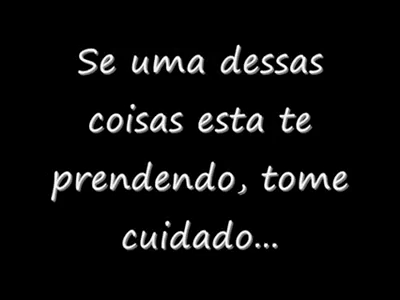 Se uma dessas
coisas esta te
prendendo, tome
cuidado...